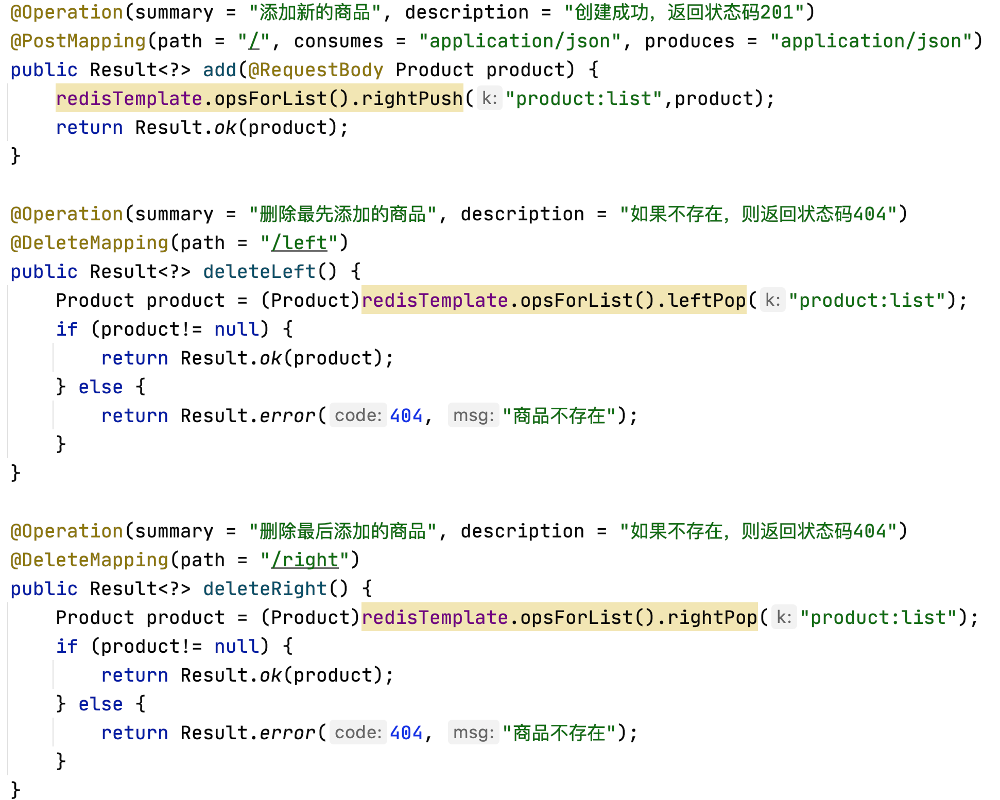 @Operation(summary = "添加新的商品", description = "创建成功，返回状态码201")
@PostMapping(path = "/", consumes = "application/json", produces = "application/json")
public Result<?> add(@RequestBody Product product) {
    redisTemplate.opsForList().rightPush( k: "product:list",product);
    return Result.ok(product);
}
@Operation(summary = "删除最先添加的商品", description = "如果不存在，则返回状态码404")
@DeleteMapping(path = "/left")
public Result<?> deleteLeft() {
    Product product = (Product)redisTemplate.opsForList().leftPop( k: "product:list");
    if (product!= null) {
        return Result.ok(product);
    } else {
        return Result.error( code: 404, msg: "商品不存在");
    }
}
@Operation(summary = "删除最后添加的商品", description = "如果不存在，则返回状态码404")
@DeleteMapping(path = "/right")
public Result<?> deleteRight() {
    Product product = (Product)redisTemplate.opsForList().rightPop( k: "product:list");
    if (product!= null) {
        return Result.ok(product);
    } else {
        return Result.error( code: 404, msg: "商品不存在");
    }
}